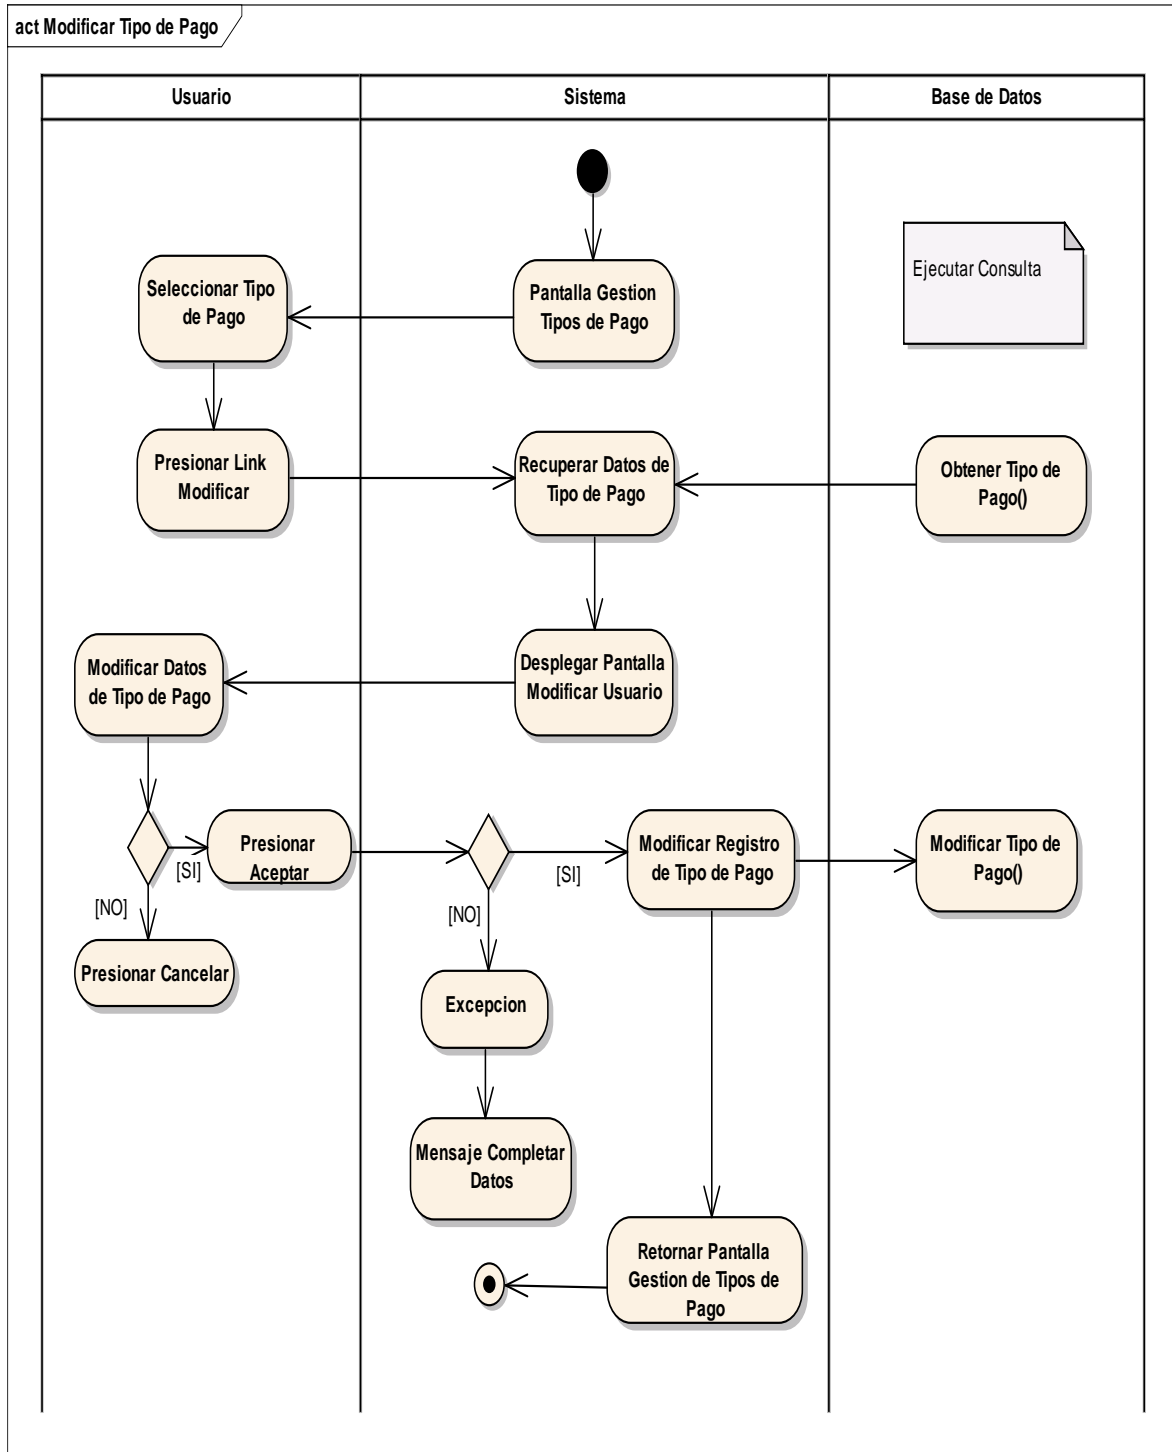 act Modificar Tipo de Pago
Usuario
Sistema
Base de Datos
Ejecutar Consulta
Seleccionar Tipo
de Pago
Pantalla Gestion
Tipos de Pago
Presionar Link
Modificar
Recuperar Datos de
Tipo de Pago
Obtener Tipo de
Pago()
Modificar Datos
de Tipo de Pago
Desplegar Pantalla
Modificar Usuario
Presionar
Aceptar
[SI]
[NO]
Presionar Cancelar
Modificar Registro
de Tipo de Pago
[SI]
[NO]
Modificar Tipo de
Pago()
Excepcion
Mensaje Completar
Datos
Retornar Pantalla
Gestion de Tipos de
Pago